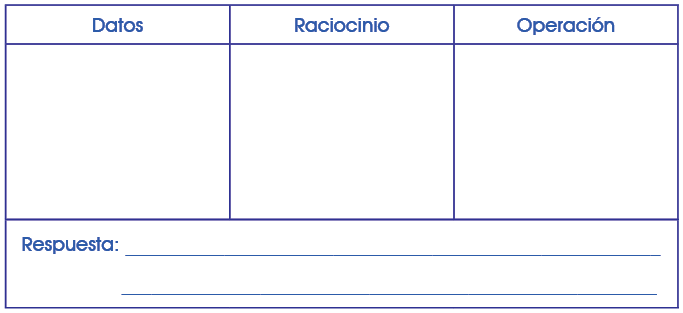 Datos Raciocinio Operación
Respuesta: